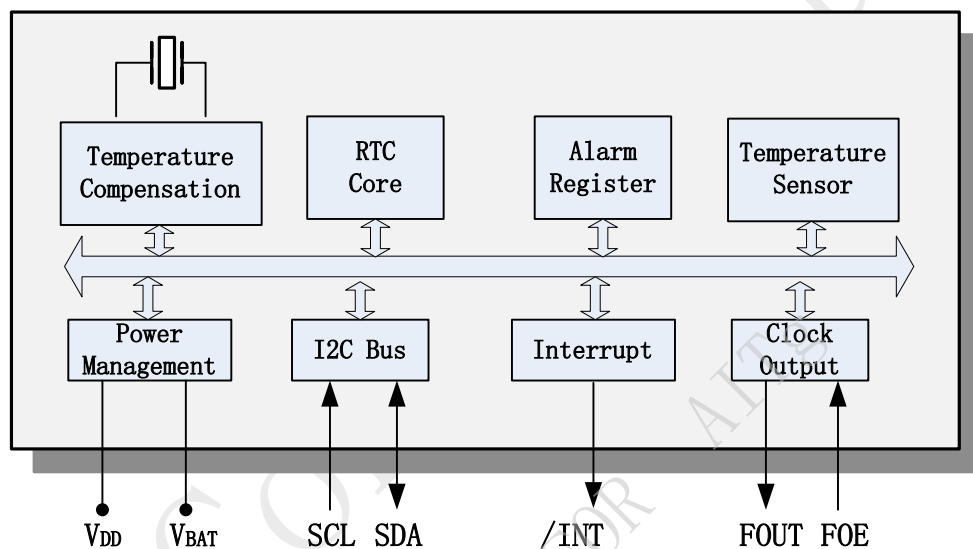 Temperature
Compensation
RTC
Core
Alarm
Register
Temperature
Sensor
Power
Management
I2C Bus
Interrupt
Clock
Output
VDD VBAT SCL SDA /INT FOUT FOE